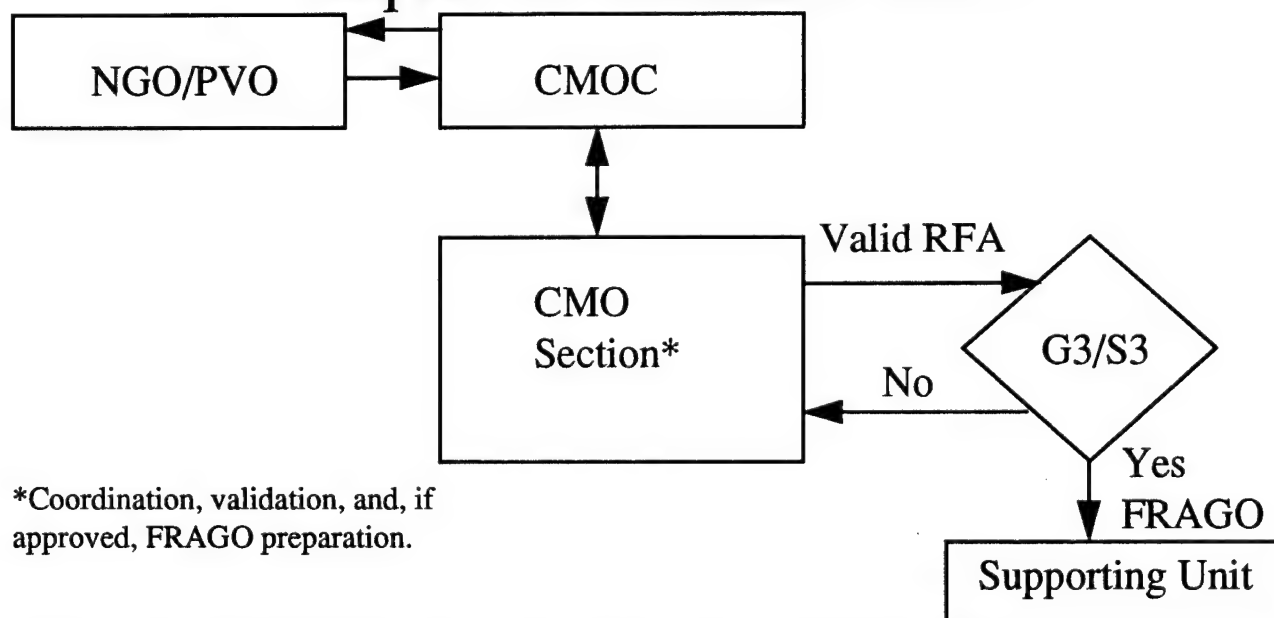 NGO/PVO
CMOC
Valid RFA
CMO
Section*
G3/S3
No
Yes
FRAGO
*Coordination, validation, and, if
approved, FRAGO preparation.
Supporting Unit